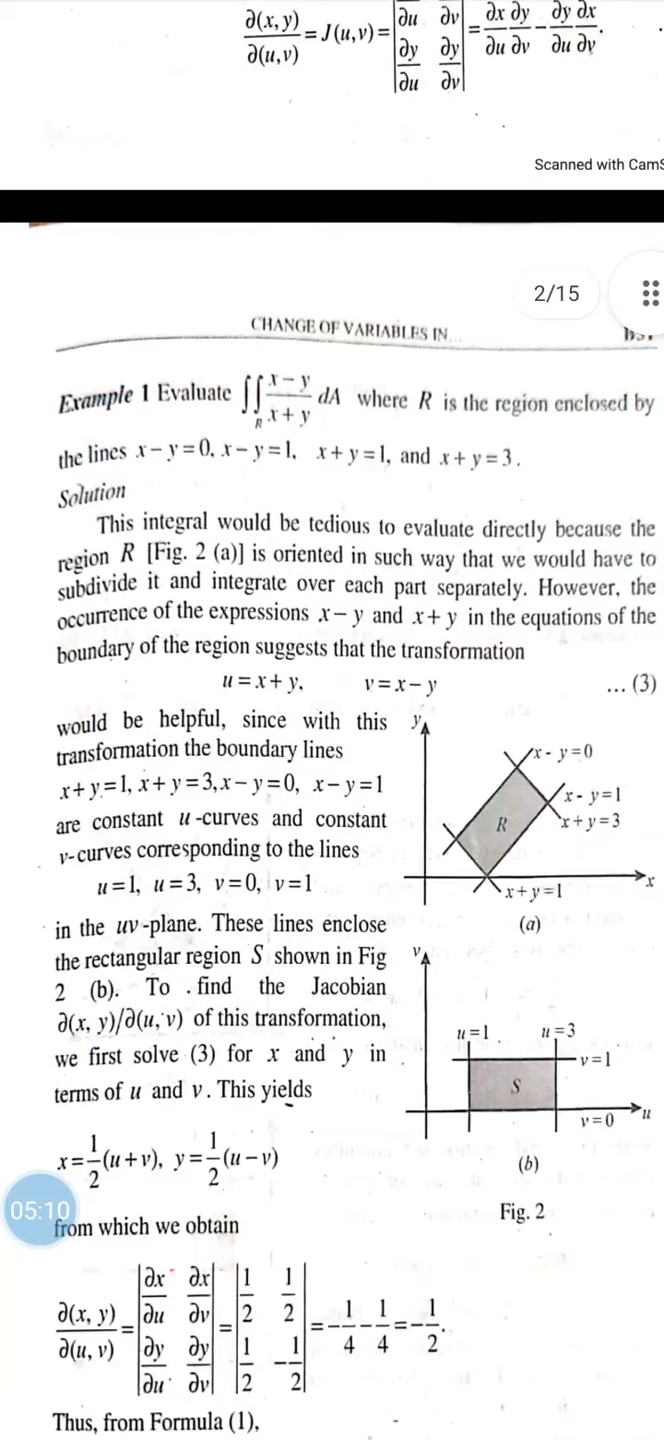 ∂(x, y)/∂(u, v) = J(u, v) = |∂u ∂v; ∂y/∂u ∂y/∂v| = ∂x/∂u ∂y/∂v − ∂y/∂u ∂x/∂v.
Scanned with CamS
2/15
CHANGE OF VARIABLES IN...
Example 1 Evaluate ∬_R (x − y)/(x + y) dA where R is the region enclosed by
the lines x − y = 0, x − y = 1, x + y = 1, and x + y = 3.
Solution
This integral would be tedious to evaluate directly because the
region R [Fig. 2 (a)] is oriented in such way that we would have to
subdivide it and integrate over each part separately. However, the
occurrence of the expressions x − y and x + y in the equations of the
boundary of the region suggests that the transformation
u = x + y, v = x − y ... (3)
would be helpful, since with this
transformation the boundary lines
x + y = 1, x + y = 3, x − y = 0, x − y = 1
are constant u-curves and constant
v-curves corresponding to the lines
u = 1, u = 3, v = 0, v = 1
in the uv-plane. These lines enclose
the rectangular region S shown in Fig
2 (b). To find the Jacobian
∂(x, y)/∂(u, v) of this transformation,
we first solve (3) for x and y in
terms of u and v. This yields
x = 1/2 (u + v), y = 1/2 (u − v)
y
x - y = 0
x - y = 1
R
x + y = 3
x
x + y = 1
(a)
v
u = 1 u = 3
v = 1
S
v = 0
u
(b)
Fig. 2
05:10
from which we obtain
∂(x, y)/∂(u, v) = |∂x/∂u ∂x/∂v; ∂y/∂u ∂y/∂v| = |1/2 1/2; 1/2 −1/2| = −1/4 − 1/4 = −1/2.
Thus, from Formula (1),